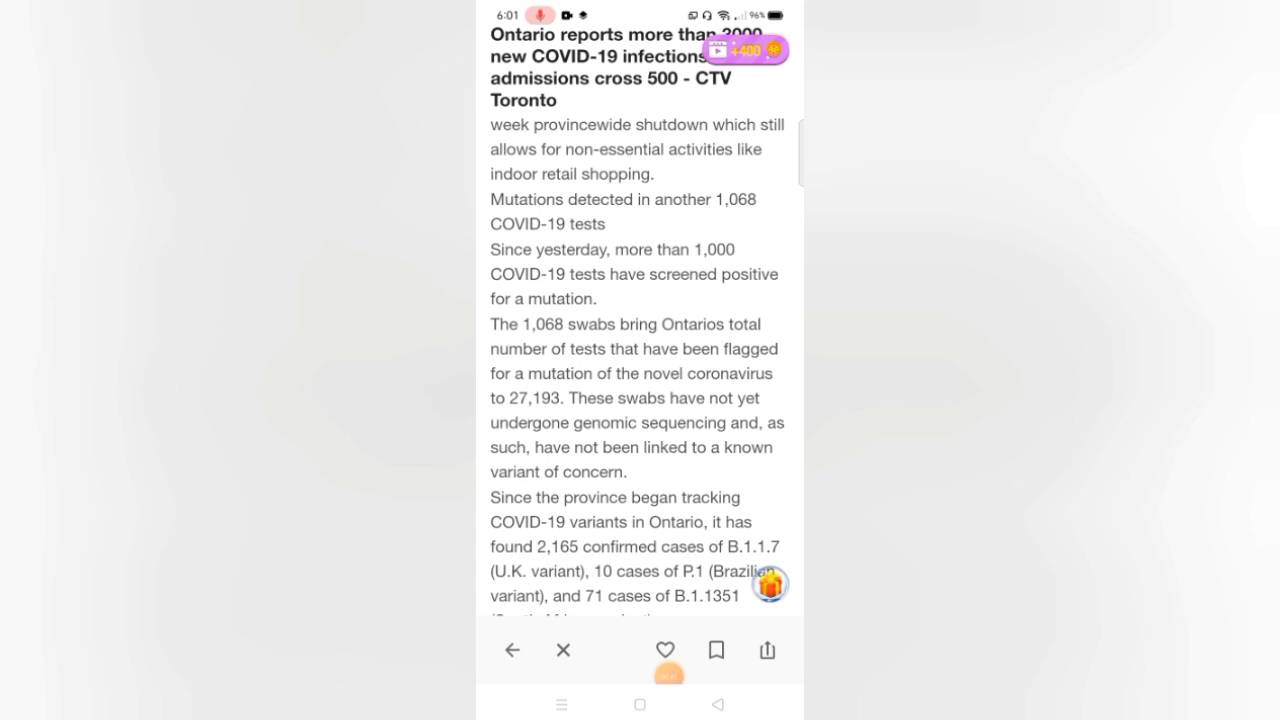 6:01
96%
Ontario reports more than 3000
new COVID-19 infections
+400
admissions cross 500 - CTV
Toronto
week provincewide shutdown which still
allows for non-essential activities like
indoor retail shopping.
Mutations detected in another 1,068
COVID-19 tests
Since yesterday, more than 1,000
COVID-19 tests have screened positive
for a mutation.
The 1,068 swabs bring Ontarios total
number of tests that have been flagged
for a mutation of the novel coronavirus
to 27,193. These swabs have not yet
undergone genomic sequencing and, as
such, have not been linked to a known
variant of concern.
Since the province began tracking
COVID-19 variants in Ontario, it has
found 2,165 confirmed cases of B.1.1.7
(U.K. variant), 10 cases of P.1 (Brazilian
variant), and 71 cases of B.1.1351